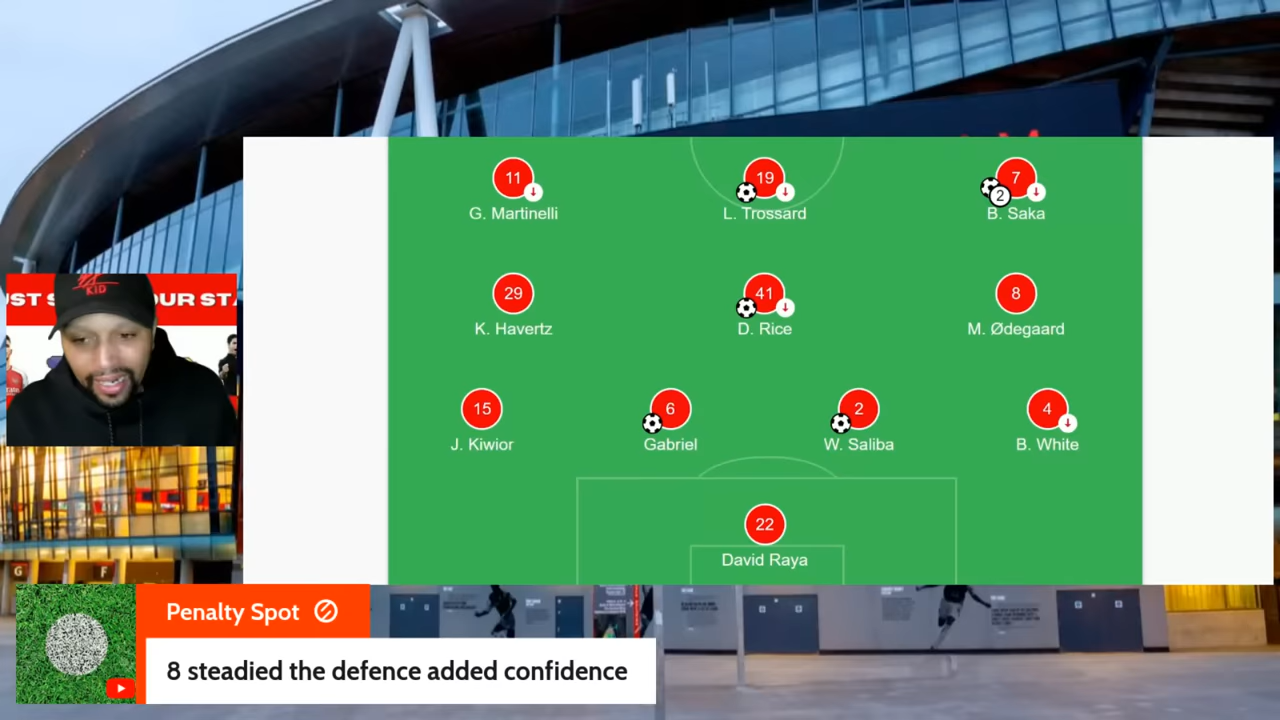 11
19
7
2
G. Martinelli
L. Trossard
B. Saka
29
41
8
K. Havertz
D. Rice
M. Ødegaard
15
6
2
4
J. Kiwior
Gabriel
W. Saliba
B. White
22
David Raya
KID
G
F
Penalty Spot
8 steadied the defence added confidence